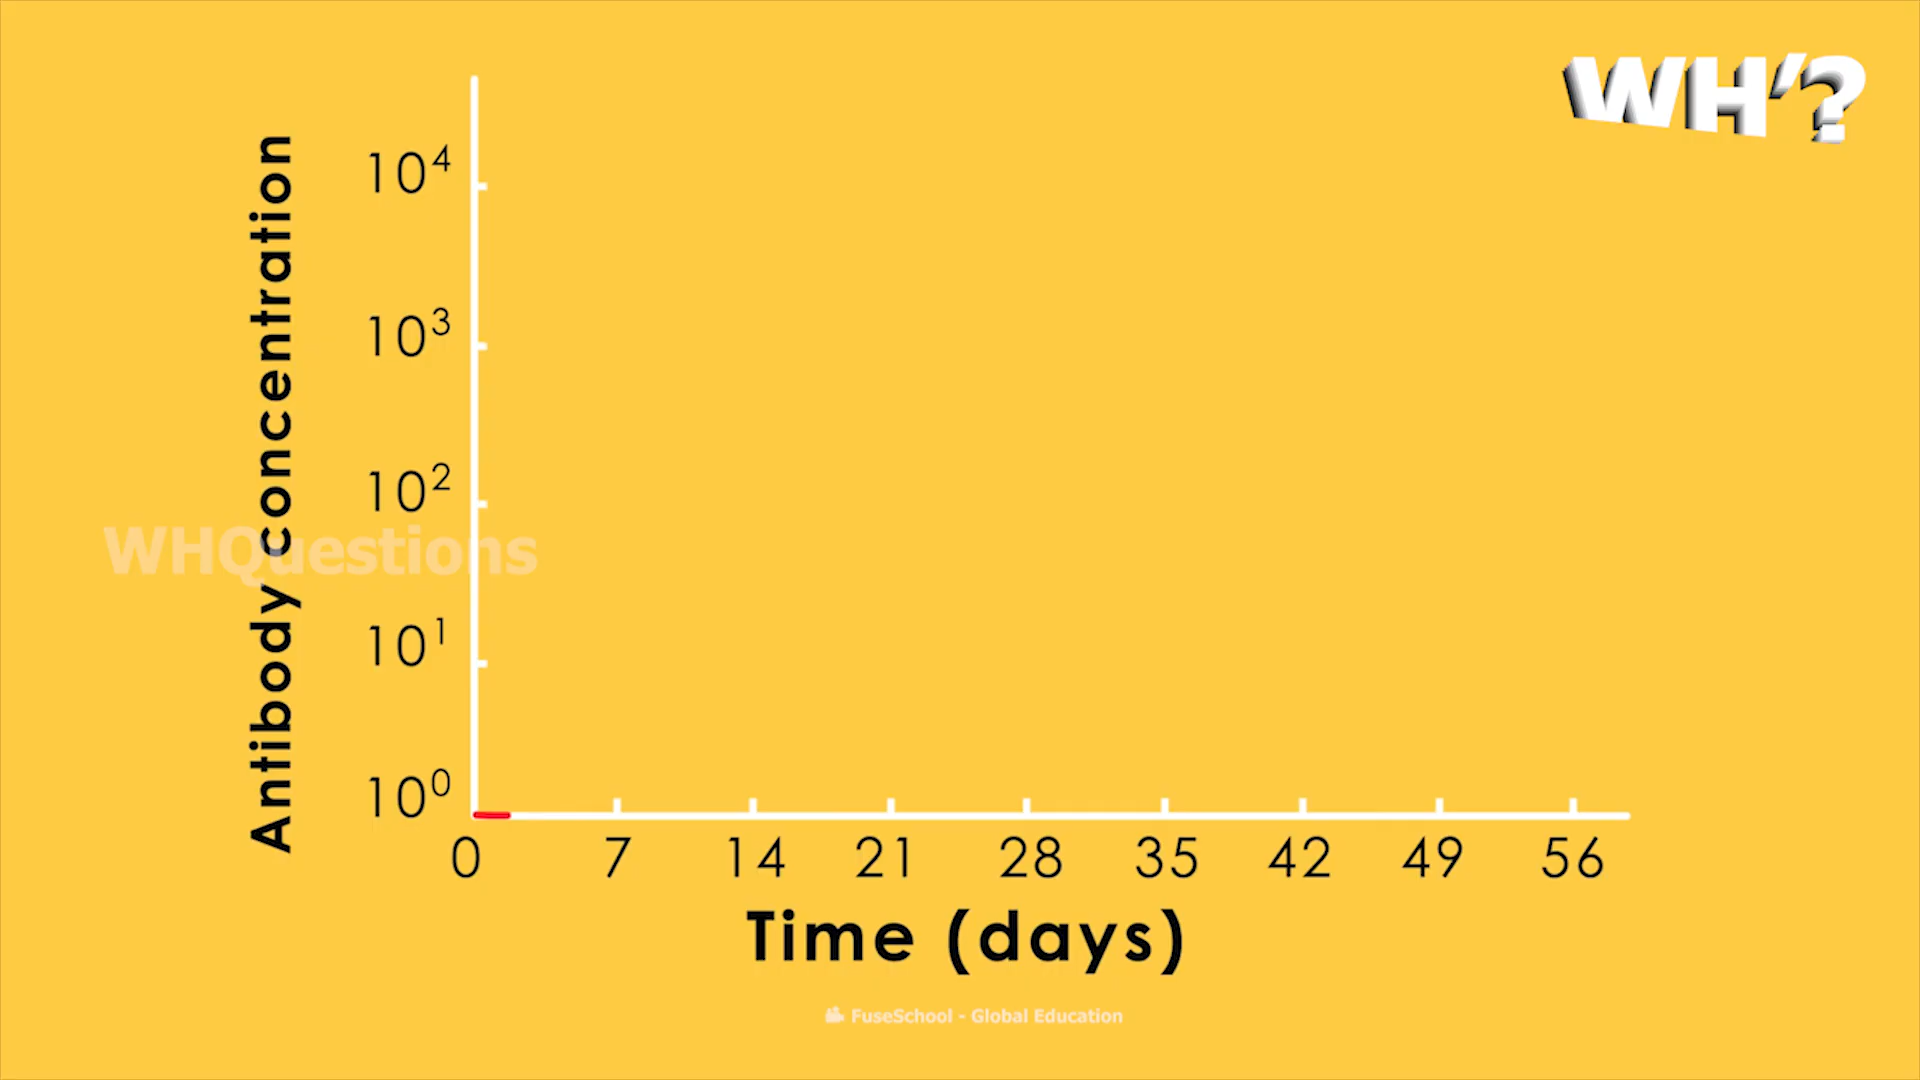 WH'?
Antibody concentration
10⁴
10³
10²
10¹
10⁰
WHQuestions
0 7 14 21 28 35 42 49 56
Time (days)
FuseSchool - Global Education